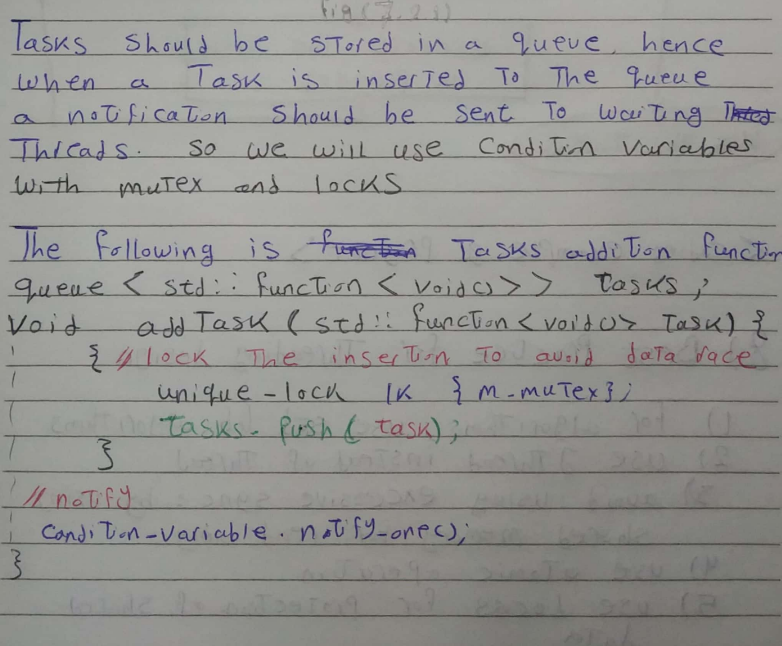 Fig(7.23)
Tasks should be stored in a queue, hence
when a Task is inserted To The queue
a notification should be sent To waiting
Threads. So we will use Condition variables
with mutex and locks
The following is function Tasks addition function
queue < std:: function < void()>> tasks;
void addTask ( std:: function<void()> Task) {
{ // lock The insertion To avoid data race
unique-lock lk { m-mutex};
tasks. push ( task);
}
// notify
Condition-variable. notify-one();
}